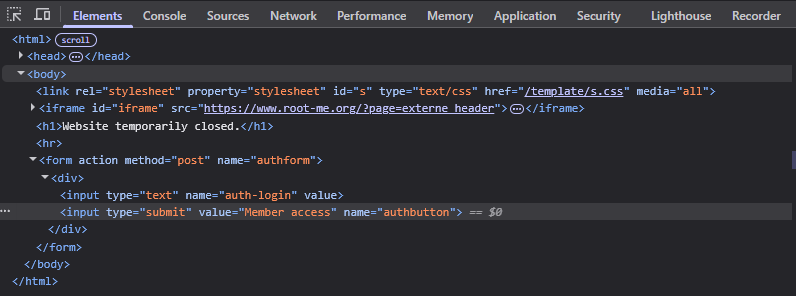 Elements Console Sources Network Performance Memory Application Security Lighthouse Recorder
<html> scroll
<head> ... </head>
<body>
<link rel="stylesheet" property="stylesheet" id="s" type="text/css" href="/template/s.css" media="all">
<iframe id="iframe" src="https://www.root-me.org/?page=externe_header"> ... </iframe>
<h1>Website temporarily closed.</h1>
<hr>
<form action method="post" name="authform">
<div>
<input type="text" name="auth-login" value>
... <input type="submit" value="Member access" name="authbutton"> == $0
</div>
</form>
</body>
</html>